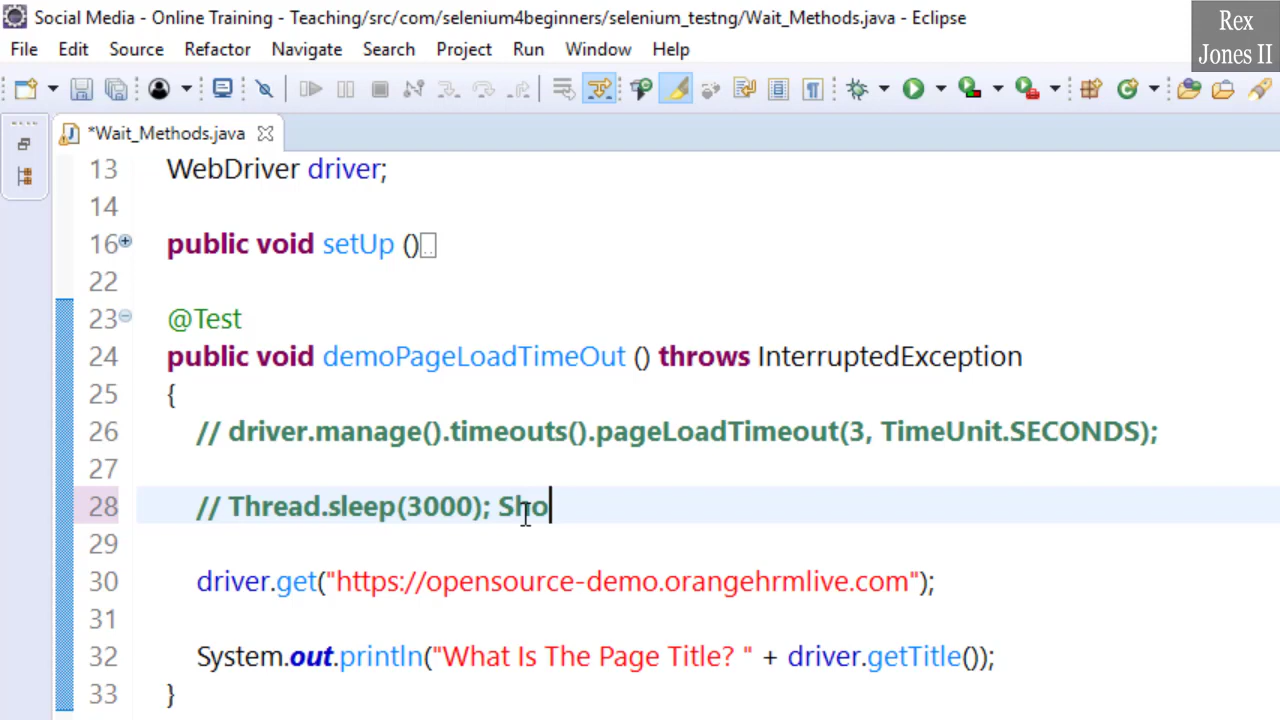 Social Media - Online Training - Teaching/src/com/selenium4beginners/selenium_testng/Wait_Methods.java - Eclipse
Rex
Jones II
File Edit Source Refactor Navigate Search Project Run Window Help
*Wait_Methods.java
13 WebDriver driver;
14
16 public void setUp ()
22
23 @Test
24 public void demoPageLoadTimeOut () throws InterruptedException
25 {
26 // driver.manage().timeouts().pageLoadTimeout(3, TimeUnit.SECONDS);
27
28 // Thread.sleep(3000); Sho
29
30 driver.get("https://opensource-demo.orangehrmlive.com");
31
32 System.out.println("What Is The Page Title? " + driver.getTitle());
33 }